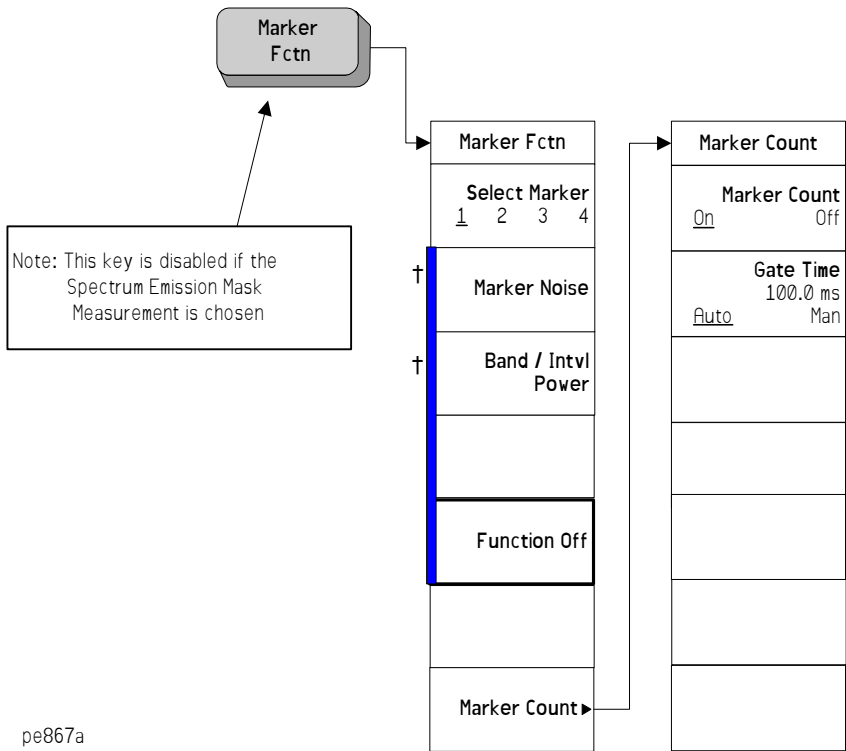 Marker
Fctn
Note: This key is disabled if the
Spectrum Emission Mask
Measurement is chosen
Marker Fctn
Select Marker
1 2 3 4
†
Marker Noise
†
Band / Intvl
Power
Function Off
Marker Count▸
Marker Count
Marker Count
On Off
Gate Time
100.0 ms
Auto Man
pe867a